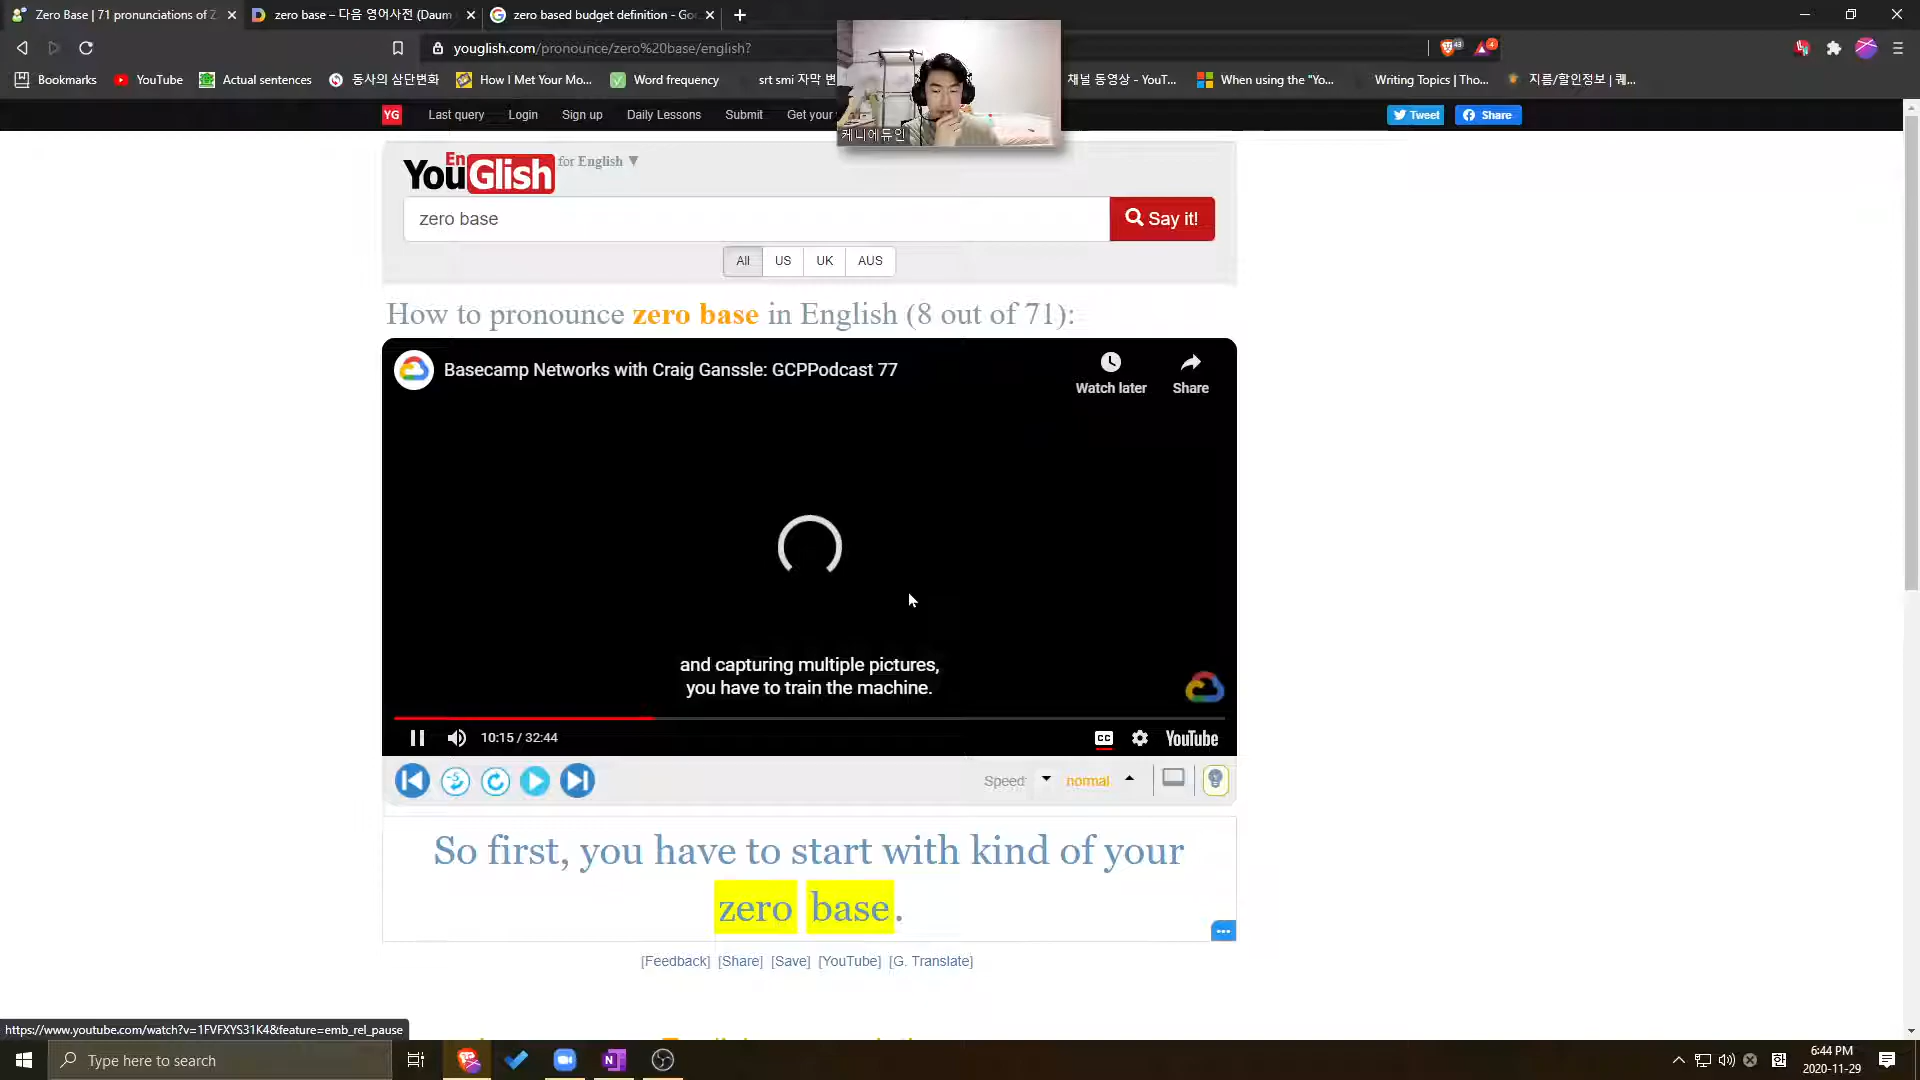 Zero Base | 71 pronunciations of Z
zero base – 다음 영어사전 (Daum
zero based budget definition - Go
youglish.com/pronounce/zero%20base/english?
Bookmarks
YouTube
Actual sentences
동사의 삼단변화
How I Met Your Mo...
Word frequency
srt smi 자막 변
채널 동영상 - YouT...
When using the "Yo...
Writing Topics | Tho...
지름/할인정보 | 퀘...
케니에듀인
YG
Last query
Login
Sign up
Daily Lessons
Submit
Get your
Tweet
Share
YouGlish
En
for English ▼
zero base
Say it!
All
US
UK
AUS
How to pronounce zero base in English (8 out of 71):
Basecamp Networks with Craig Ganssle: GCPPodcast 77
Watch later
Share
and capturing multiple pictures,
you have to train the machine.
10:15 / 32:44
CC
YouTube
Speed
normal
So first, you have to start with kind of your
zero base.
[Feedback] [Share] [Save] [YouTube] [G. Translate]
https://www.youtube.com/watch?v=1FVFXYS31K4&feature=emb_rel_pause
Type here to search
6:44 PM
2020-11-29